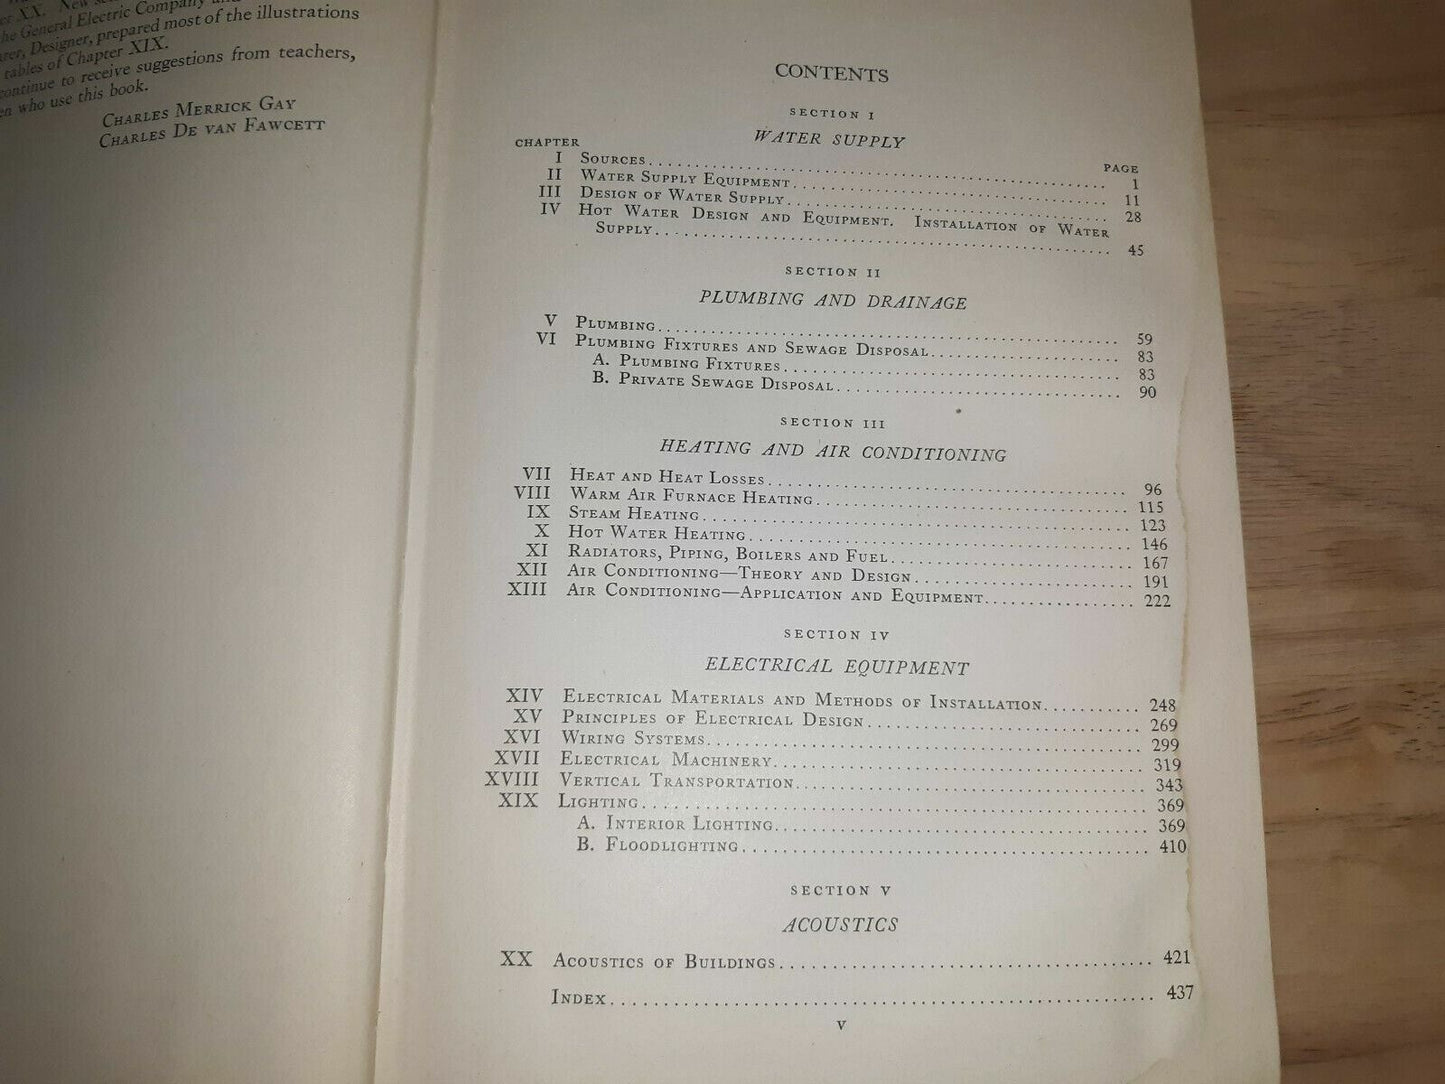 er XX. New
the General Electric Company and
Designer, prepared most of the illustrations
tables of Chapter XIX.
continue to receive suggestions from teachers,
en who use this book.
CHARLES MERRICK GAY
CHARLES DE VAN FAWCETT
CONTENTS
SECTION I
WATER SUPPLY
CHAPTER PAGE
I SOURCES 1
II WATER SUPPLY EQUIPMENT 11
III DESIGN OF WATER SUPPLY 28
IV HOT WATER DESIGN AND EQUIPMENT. INSTALLATION OF WATER
SUPPLY 45
SECTION II
PLUMBING AND DRAINAGE
V PLUMBING 59
VI PLUMBING FIXTURES AND SEWAGE DISPOSAL 83
A. PLUMBING FIXTURES 83
B. PRIVATE SEWAGE DISPOSAL 90
SECTION III
HEATING AND AIR CONDITIONING
VII HEAT AND HEAT LOSSES 96
VIII WARM AIR FURNACE HEATING 115
IX STEAM HEATING 123
X HOT WATER HEATING 146
XI RADIATORS, PIPING, BOILERS AND FUEL 167
XII AIR CONDITIONING—THEORY AND DESIGN 191
XIII AIR CONDITIONING—APPLICATION AND EQUIPMENT 222
SECTION IV
ELECTRICAL EQUIPMENT
XIV ELECTRICAL MATERIALS AND METHODS OF INSTALLATION 248
XV PRINCIPLES OF ELECTRICAL DESIGN 269
XVI WIRING SYSTEMS 299
XVII ELECTRICAL MACHINERY 319
XVIII VERTICAL TRANSPORTATION 343
XIX LIGHTING 369
A. INTERIOR LIGHTING 369
B. FLOODLIGHTING 410
SECTION V
ACOUSTICS
XX ACOUSTICS OF BUILDINGS 421
INDEX 437
v